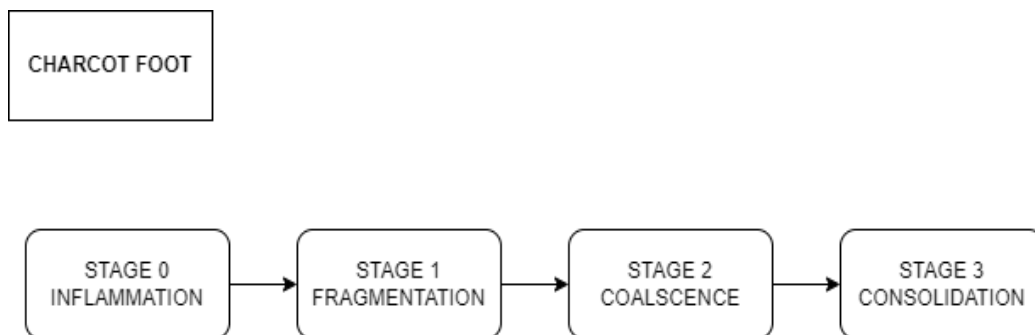 CHARCOT FOOT
STAGE 0
INFLAMMATION
STAGE 1
FRAGMENTATION
STAGE 2
COALSCENCE
STAGE 3
CONSOLIDATION